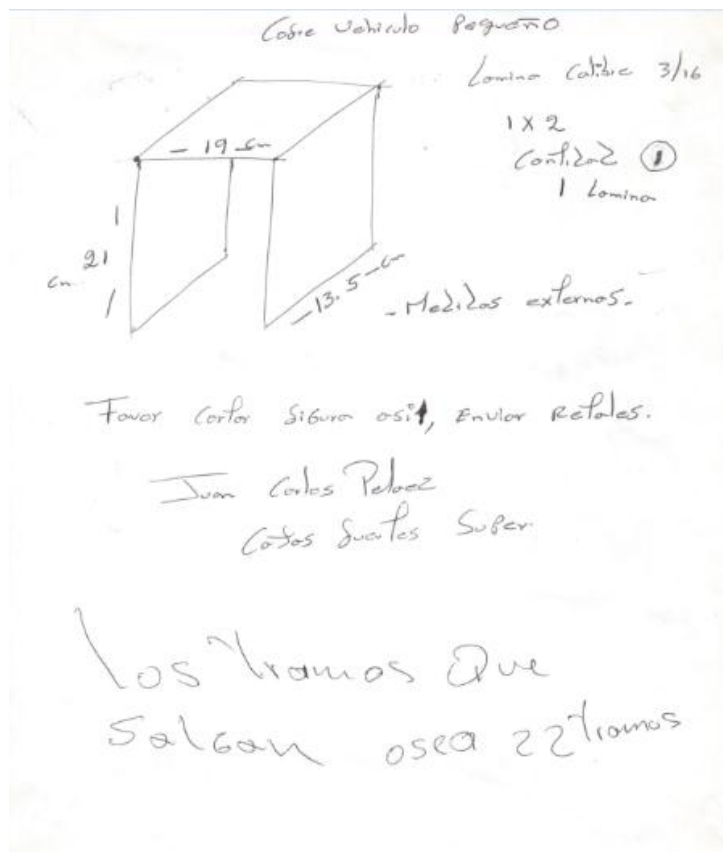 Cofre Vehiculo Pequeño
Lamina Calibre 3/16
1 X 2
Cantidad 1
1 Lamina
- 19 cm
21
cm
- 13.5 - cm
- Medidas externas.
Favor Cortar figura asi, Enviar Retales.
Juan Carlos Pelaez
Cajas fuertes Super.
Los tramos Que
Salgan osea 22 tramos